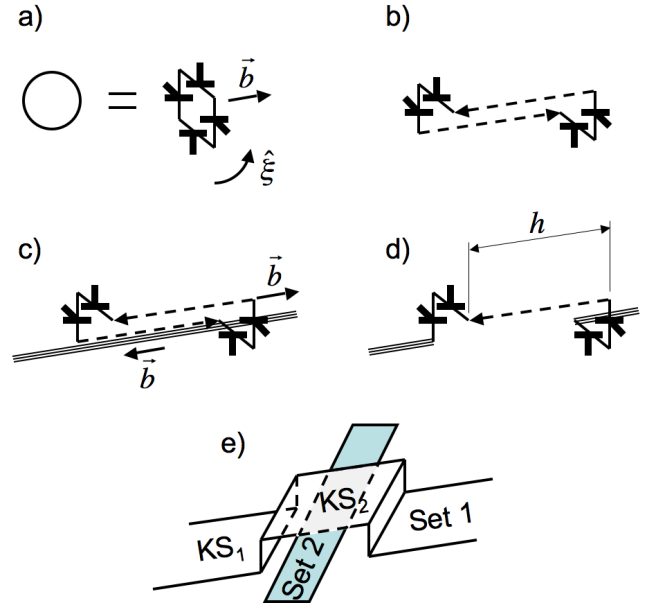 a)
b⃗
=
ξ̂
b)
c)
b⃗
b⃗
d)
h
e)
KS₁
KS₂
Set 2
Set 1